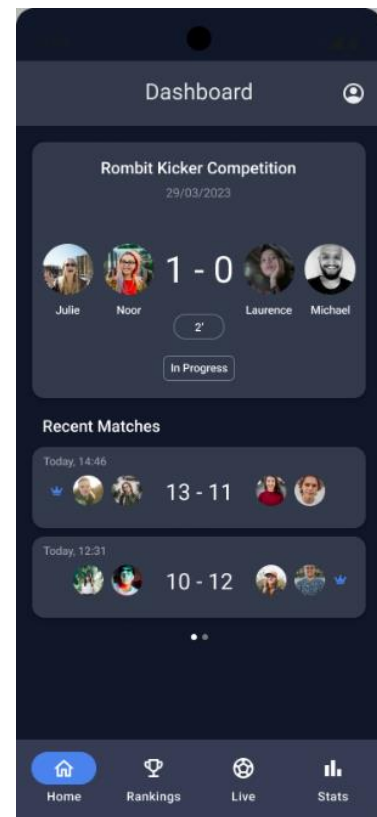 Dashboard
Rombit Kicker Competition
29/03/2023
1 - 0
Julie Noor Laurence Michael
2'
In Progress
Recent Matches
Today, 14:46
13 - 11
Today, 12:31
10 - 12
Home Rankings Live Stats